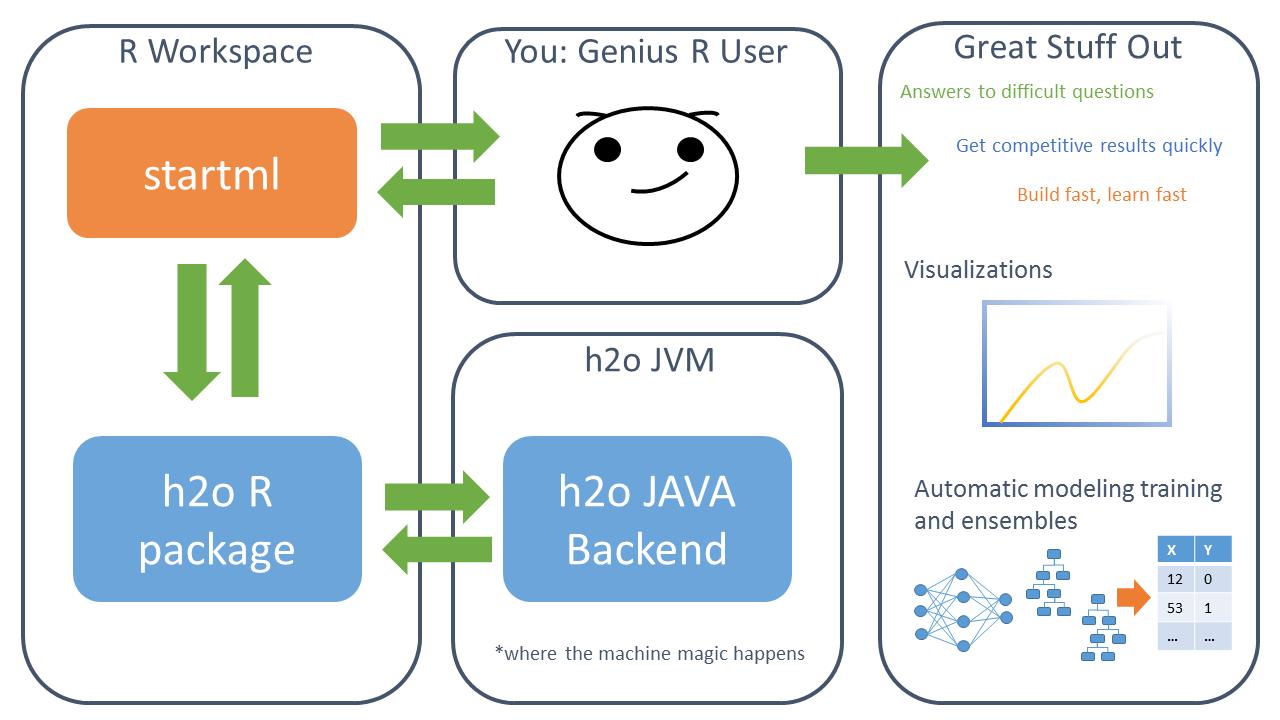 R Workspace
startml
h2o R
package
You: Genius R User
h2o JVM
h2o JAVA
Backend
*where the machine magic happens
Great Stuff Out
Answers to difficult questions
Get competitive results quickly
Build fast, learn fast
Visualizations
Automatic modeling training
and ensembles
X Y
12 0
53 1
... ...